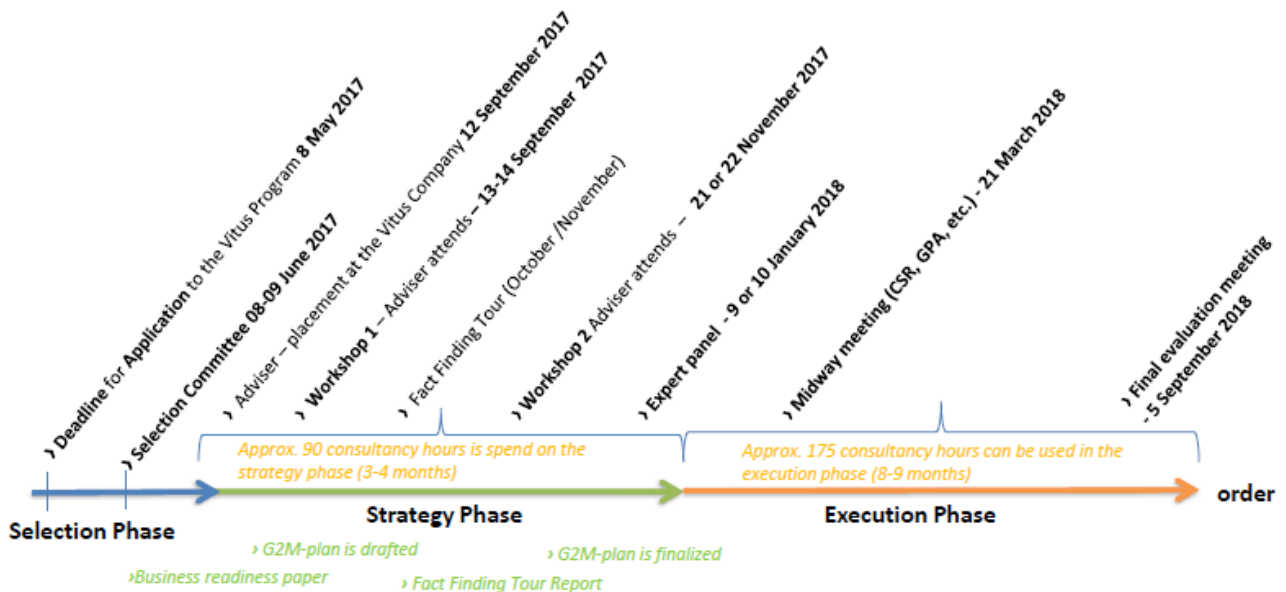 › Deadline for Application to the Vitus Program 8 May 2017
› Selection Committee 08-09 June 2017
› Adviser – placement at the Vitus Company 12 September 2017
› Workshop 1 – Adviser attends – 13-14 September 2017
› Fact Finding Tour (October /November)
› Workshop 2 Adviser attends – 21 or 22 November 2017
› Expert panel - 9 or 10 January 2018
› Midway meeting (CSR, GPA, etc.) - 21 March 2018
› Final evaluation meeting
- 5 September 2018
Approx. 90 consultancy hours is spend on the
strategy phase (3-4 months)
Approx. 175 consultancy hours can be used in the
execution phase (8-9 months)
order
Selection Phase
Strategy Phase
Execution Phase
› G2M-plan is drafted
› G2M-plan is finalized
›Business readiness paper
› Fact Finding Tour Report